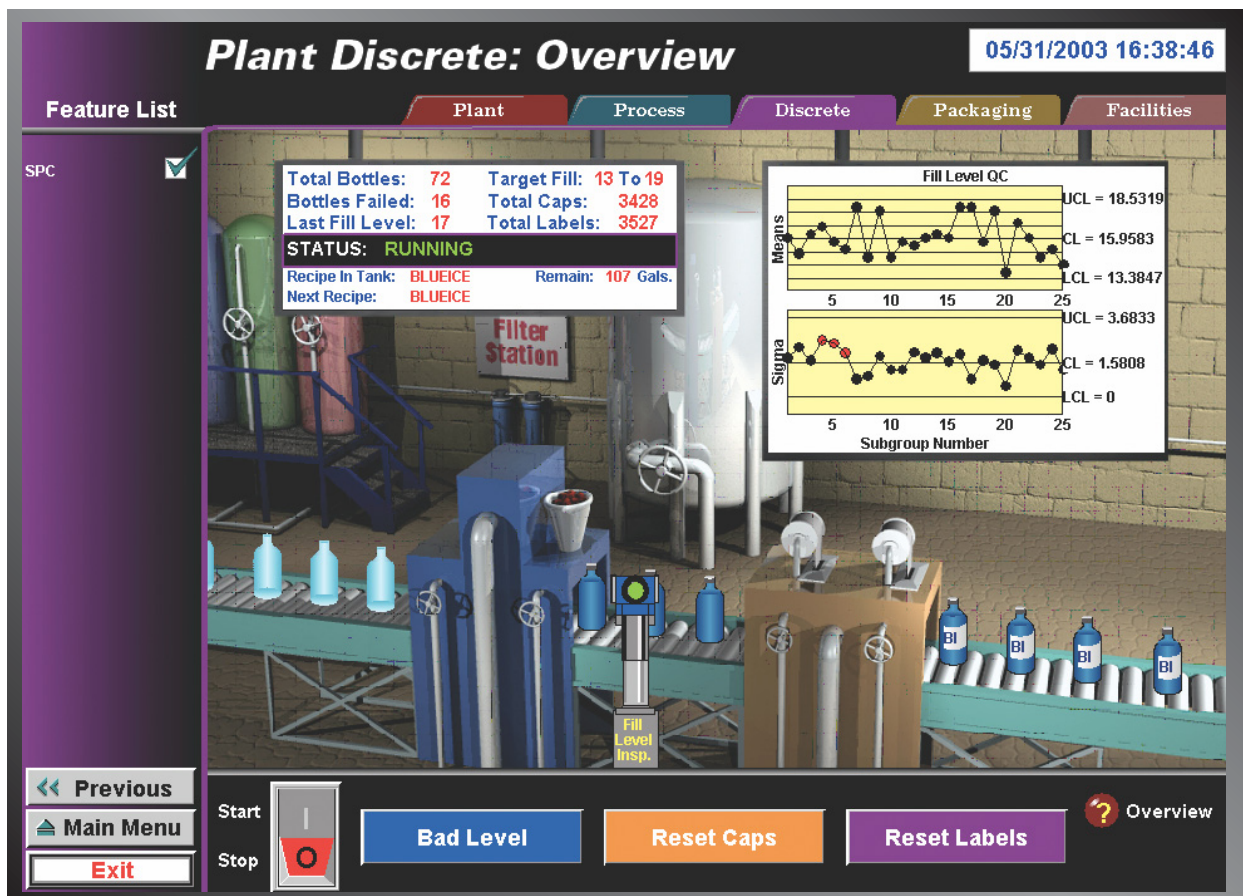 Plant Discrete: Overview
05/31/2003 16:38:46
Feature List
Plant
Process
Discrete
Packaging
Facilities
SPC
Total Bottles: 72 Target Fill: 13 To 19
Bottles Failed: 16 Total Caps: 3428
Last Fill Level: 17 Total Labels: 3527
STATUS: RUNNING
Recipe In Tank: BLUEICE Remain: 107 Gals.
Next Recipe: BLUEICE
Fill Level QC
Means
UCL = 18.5319
CL = 15.9583
LCL = 13.3847
5 10 15 20 25
Sigma
UCL = 3.6833
CL = 1.5808
LCL = 0
5 10 15 20 25
Subgroup Number
Filter
Station
BI
BI
BI
BI
Fill
Level
Insp.
Previous
Main Menu
Exit
Start
Stop
I
O
Bad Level
Reset Caps
Reset Labels
? Overview